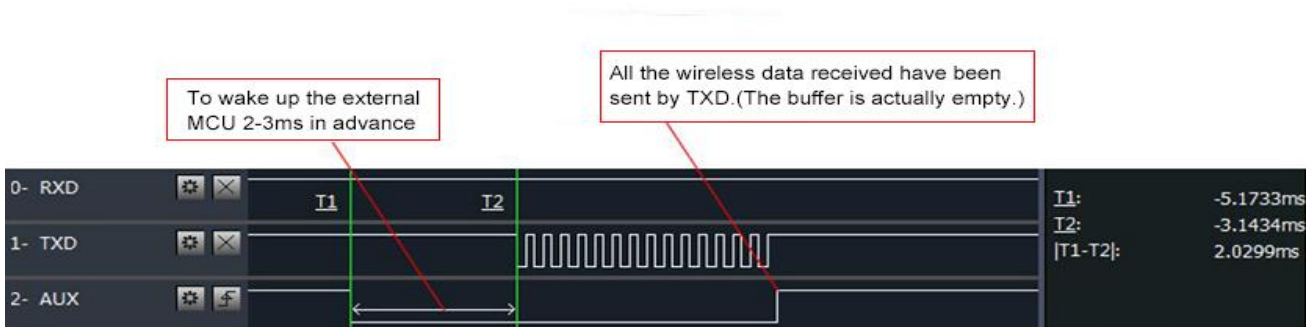 To wake up the external
MCU 2-3ms in advance
All the wireless data received have been
sent by TXD.(The buffer is actually empty.)
0- RXD
T1
T2
1- TXD
2- AUX
T1: -5.1733ms
T2: -3.1434ms
|T1-T2|: 2.0299ms